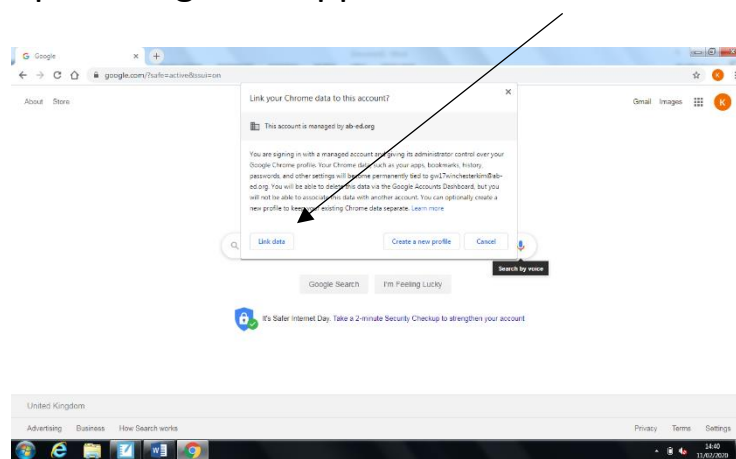 Google
google.com/?safe=active&ssui=on
About Store
Gmail Images
K
K
Link your Chrome data to this account?
This account is managed by ab-ed.org
You are signing in with a managed account and giving its administrator control over your
Google Chrome profile. Your Chrome data, such as your apps, bookmarks, history,
passwords, and other settings will become permanently tied to gw17winchesterkim@ab-
ed.org. You will be able to delete this data via the Google Accounts Dashboard, but you
will not be able to associate this data with another account. You can optionally create a
new profile to keep your existing Chrome data separate. Learn more
Link data
Create a new profile
Cancel
Search by voice
Google Search
I'm Feeling Lucky
It's Safer Internet Day. Take a 2-minute Security Checkup to strengthen your account
United Kingdom
Advertising Business How Search works
Privacy Terms Settings
14:40
11/02/2020